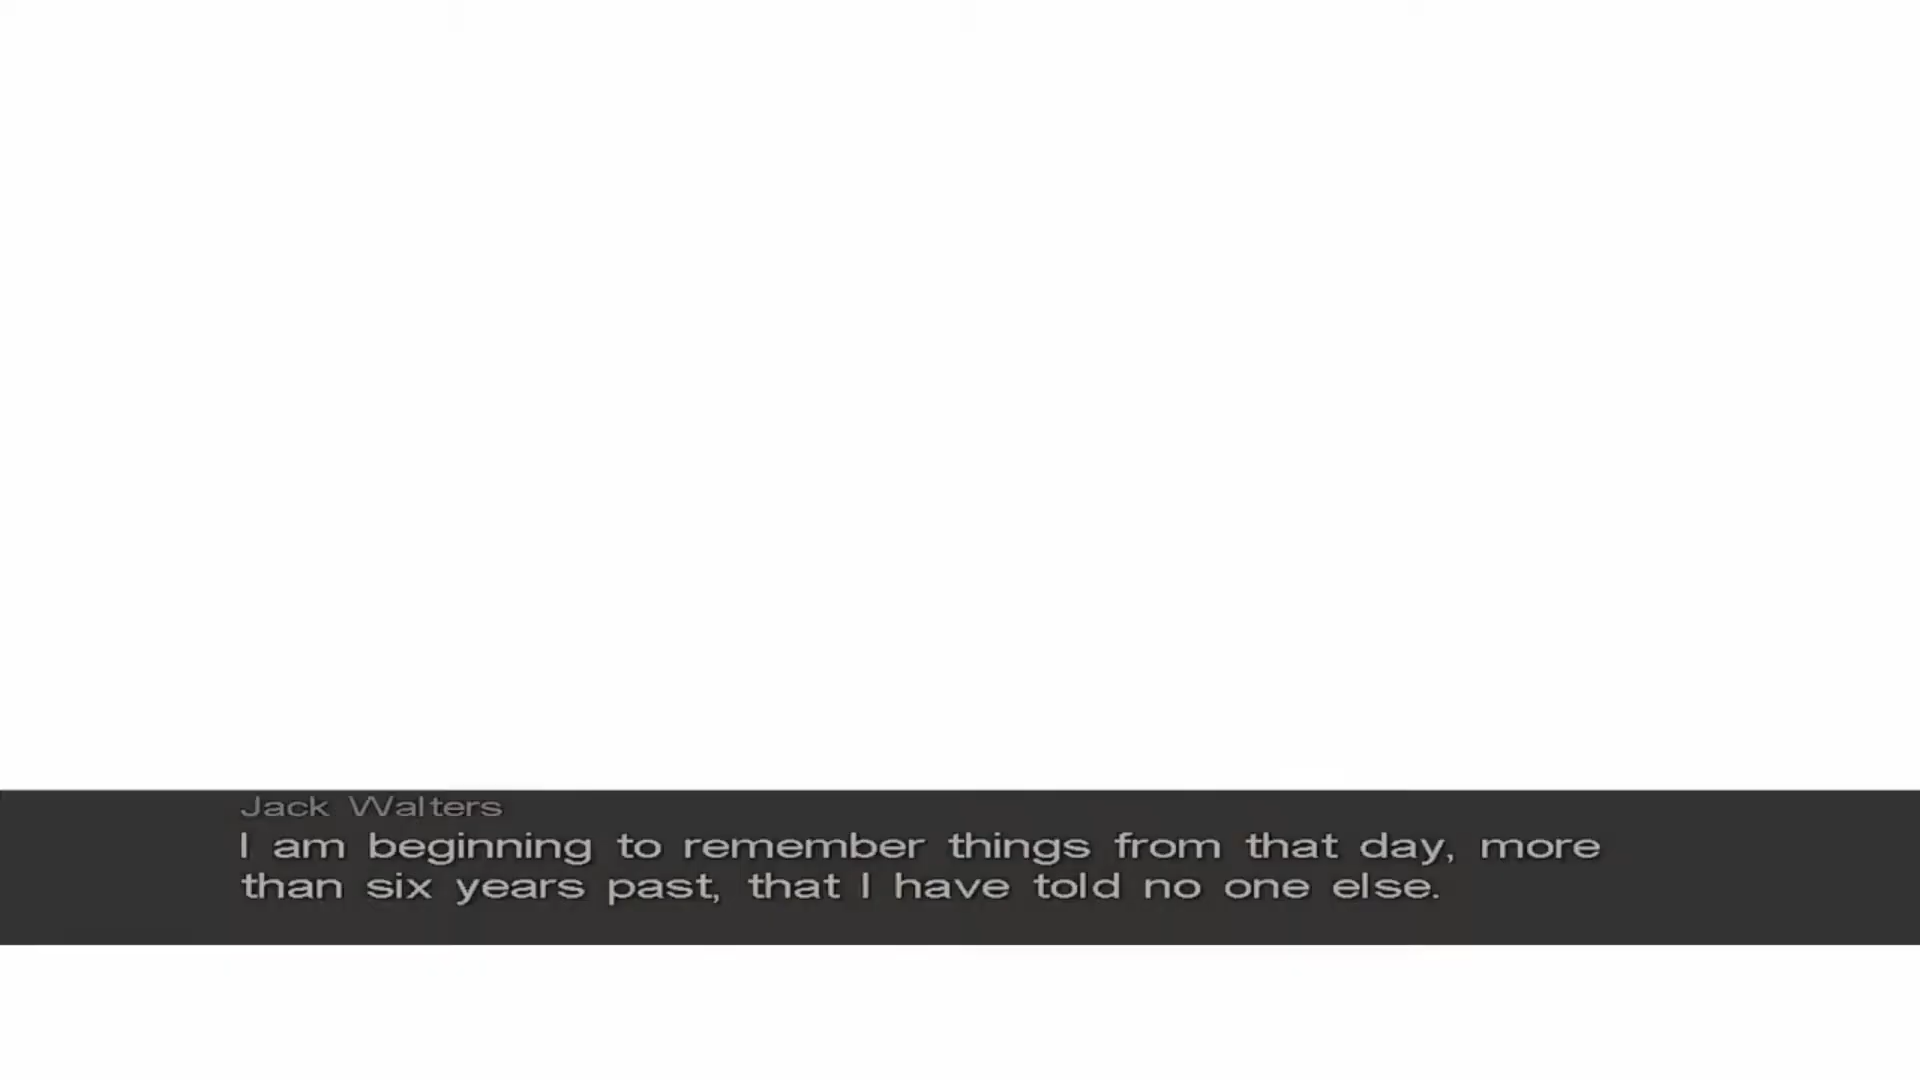 Jack Walters
I am beginning to remember things from that day, more
than six years past, that I have told no one else.